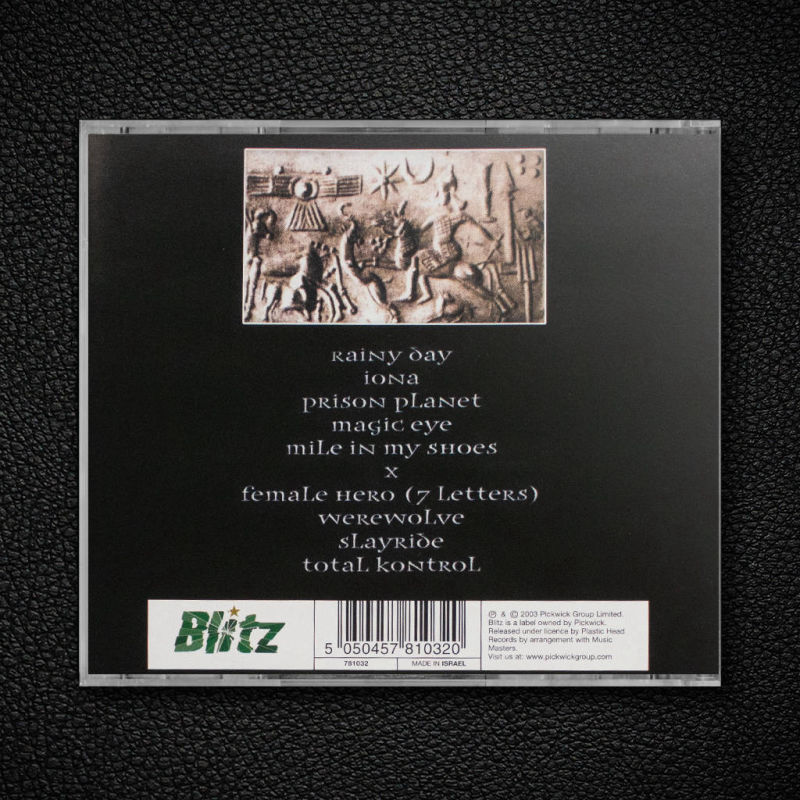 Rainy Day
Iona
Prison Planet
Magic Eye
Mile in my Shoes
X
Female Hero (7 Letters)
Werewolve
Slayride
Total Kontrol
Blitz
5 050457 810320
781032
MADE IN ISRAEL
℗ & © 2003 Pickwick Group Limited.
Blitz is a label owned by Pickwick.
Released under licence by Plastic Head
Records by arrangement with Music
Masters.
Visit us at: www.pickwickgroup.com